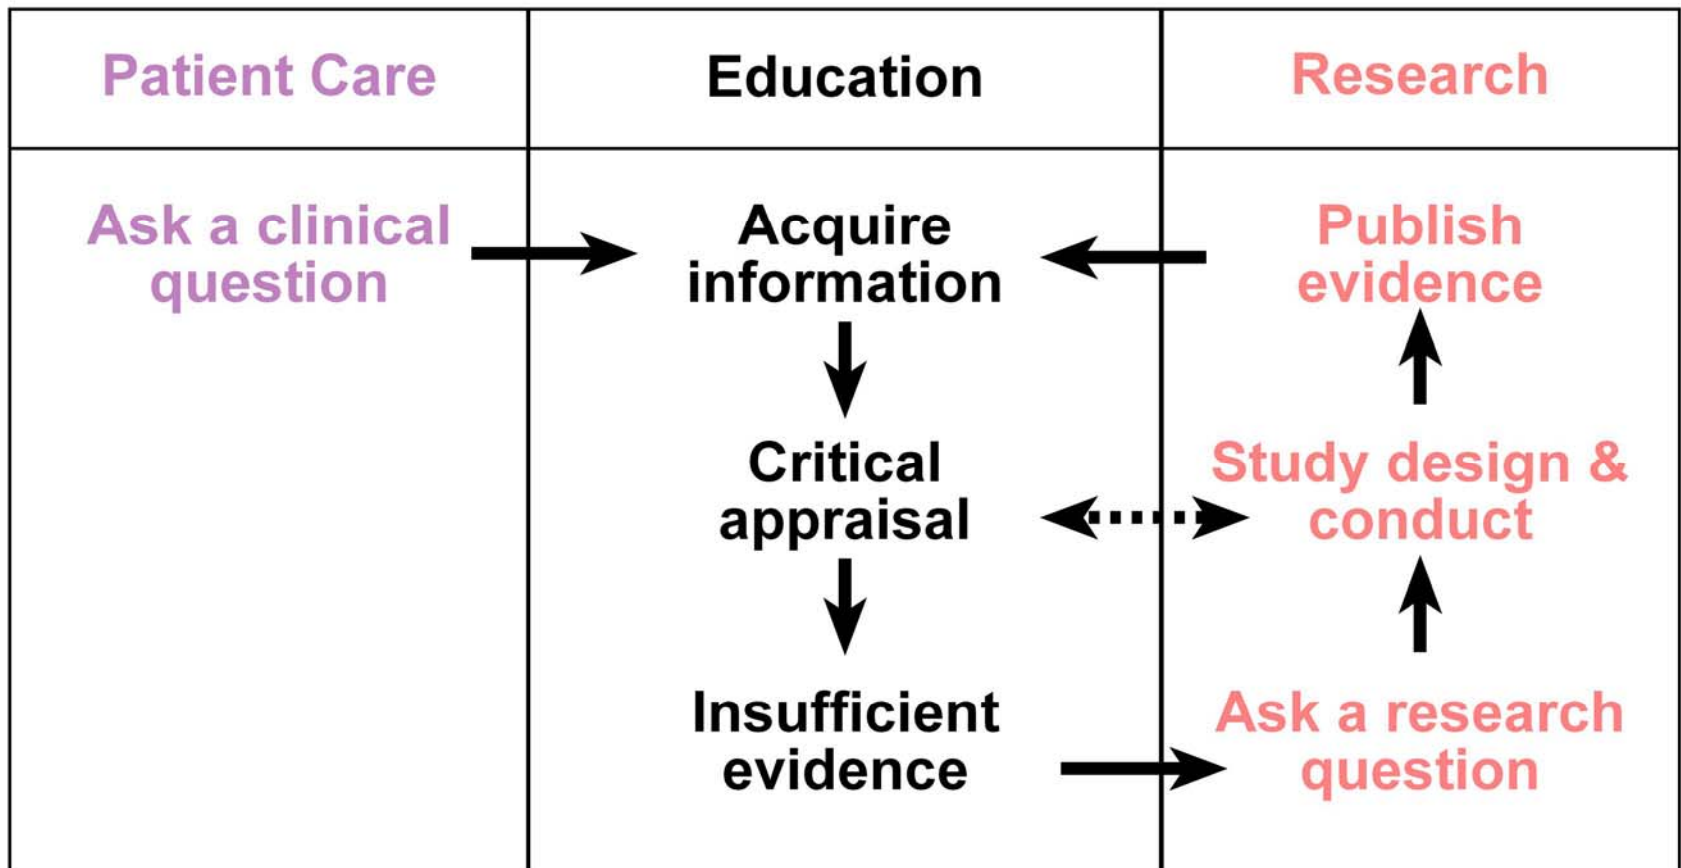 Patient Care
Education
Research
Ask a clinical
question
Acquire
information
Publish
evidence
Critical
appraisal
Study design &
conduct
Insufficient
evidence
Ask a research
question